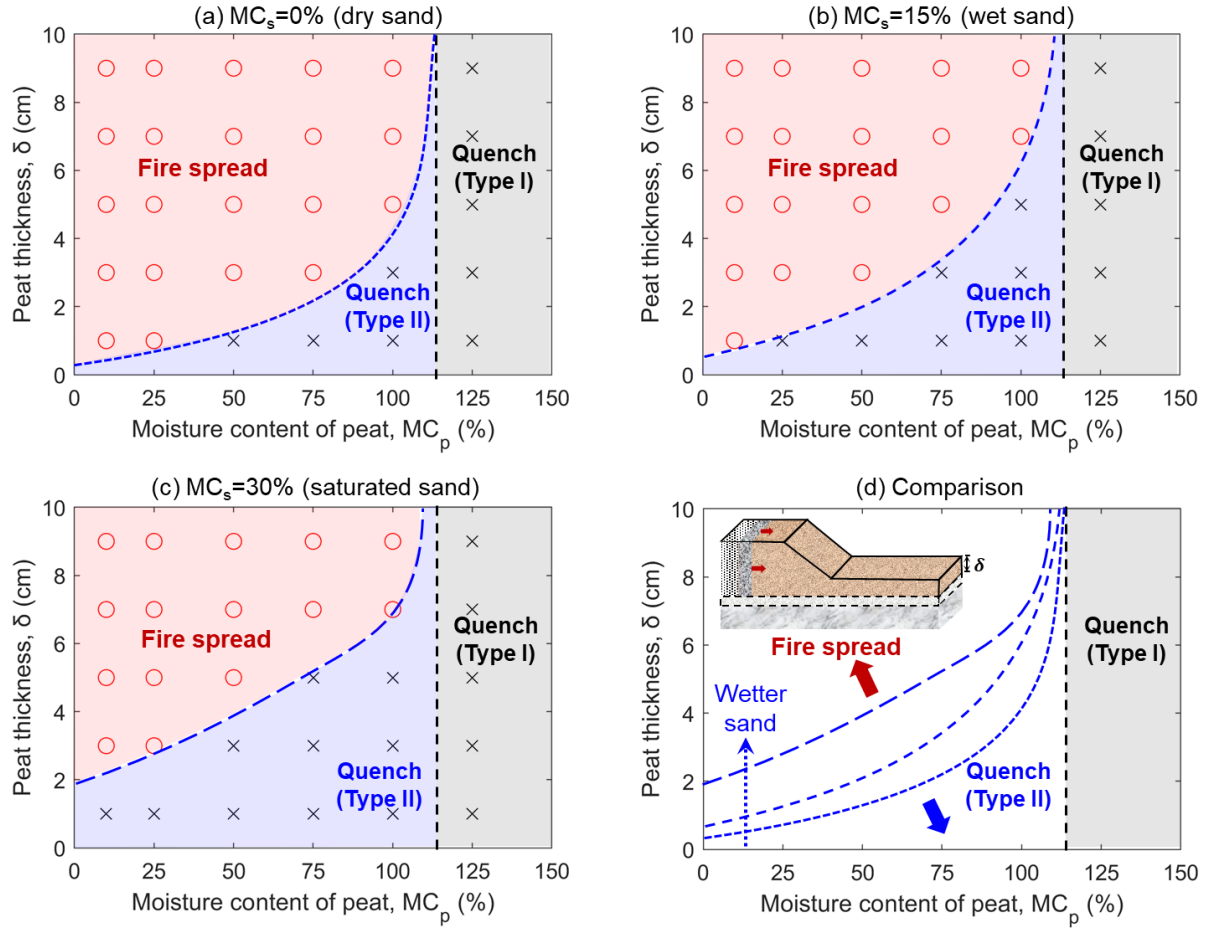 (a) MCs=0% (dry sand)
10
8
6
4
2
0
Peat thickness, δ (cm)
Fire spread
Quench
(Type I)
Quench
(Type II)
0
25
50
75
100
125
150
Moisture content of peat, MCp (%)
(b) MCs=15% (wet sand)
10
8
6
4
2
0
Peat thickness, δ (cm)
Fire spread
Quench
(Type I)
Quench
(Type II)
0
25
50
75
100
125
150
Moisture content of peat, MCp (%)
(c) MCs=30% (saturated sand)
10
8
6
4
2
0
Peat thickness, δ (cm)
Fire spread
Quench
(Type I)
Quench
(Type II)
0
25
50
75
100
125
150
Moisture content of peat, MCp (%)
(d) Comparison
10
8
6
4
2
0
Peat thickness, δ (cm)
δ
Fire spread
Quench
(Type I)
Wetter
sand
Quench
(Type II)
0
25
50
75
100
125
150
Moisture content of peat, MCp (%)